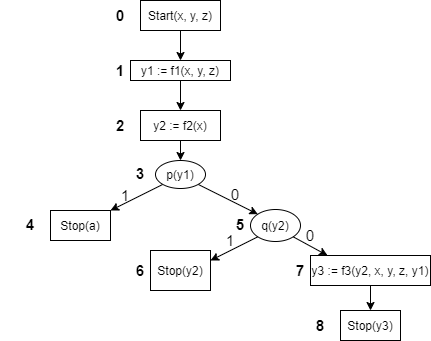 0 Start(x, y, z)
1 y1 := f1(x, y, z)
2 y2 := f2(x)
3 p(y1)
1 0
4 Stop(a)
5 q(y2)
1 0
6 Stop(y2)
7 y3 := f3(y2, x, y, z, y1)
8 Stop(y3)